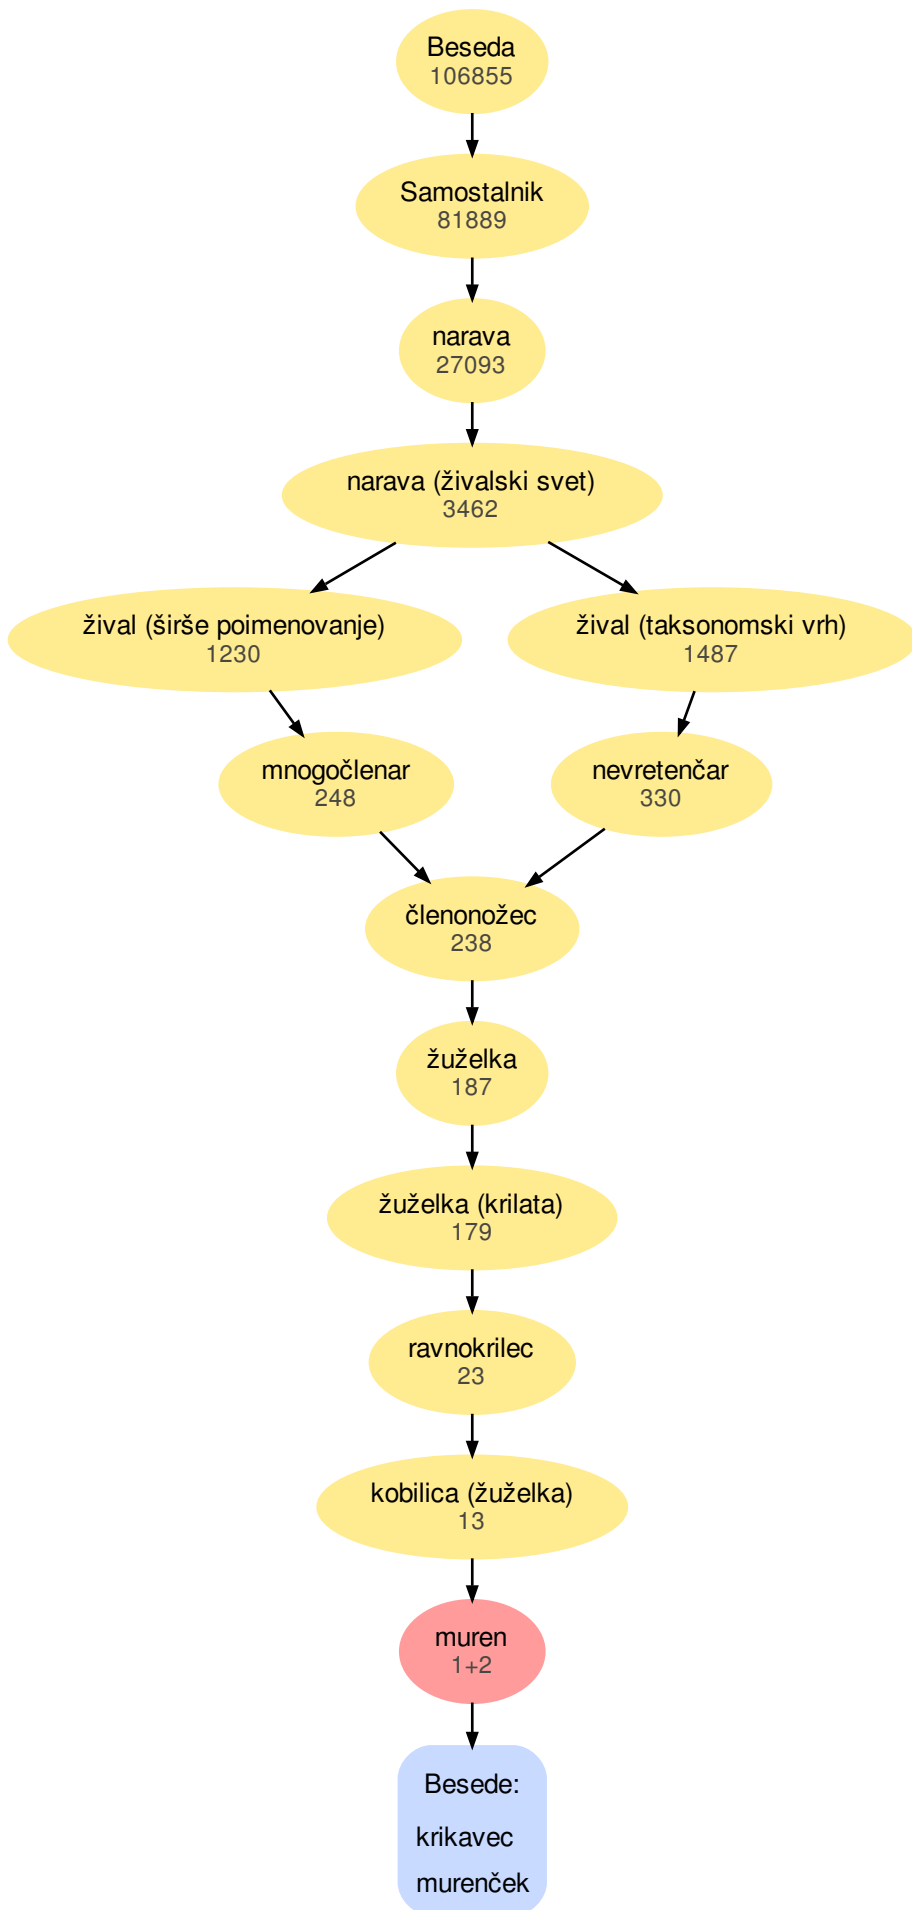 Beseda
106855
Samostalnik
81889
narava
27093
narava (živalski svet)
3462
žival (širše poimenovanje)
1230
žival (taksonomski vrh)
1487
mnogočlenar
248
nevretenčar
330
členonožec
238
žuželka
187
žuželka (krilata)
179
ravnokrilec
23
kobilica (žuželka)
13
muren
1+2
Besede:
krikavec
murenček